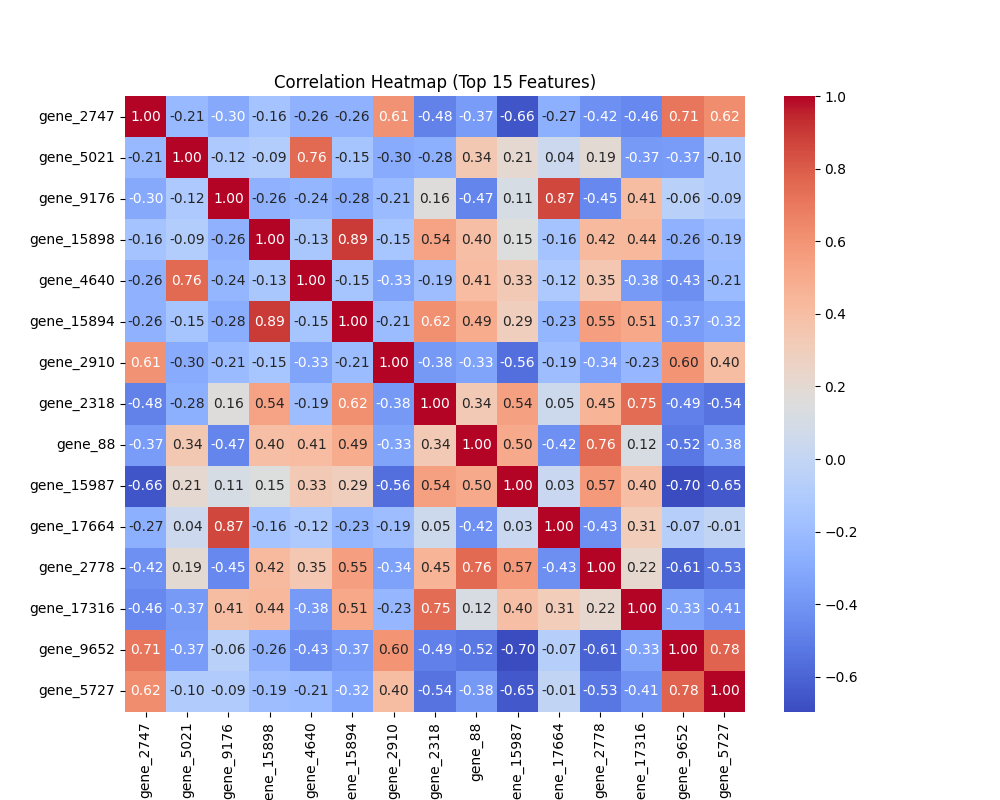 Correlation Heatmap (Top 15 Features)
gene_2747 1.00 -0.21 -0.30 -0.16 -0.26 -0.26 0.61 -0.48 -0.37 -0.66 -0.27 -0.42 -0.46 0.71 0.62
gene_5021 -0.21 1.00 -0.12 -0.09 0.76 -0.15 -0.30 -0.28 0.34 0.21 0.04 0.19 -0.37 -0.37 -0.10
gene_9176 -0.30 -0.12 1.00 -0.26 -0.24 -0.28 -0.21 0.16 -0.47 0.11 0.87 -0.45 0.41 -0.06 -0.09
gene_15898 -0.16 -0.09 -0.26 1.00 -0.13 0.89 -0.15 0.54 0.40 0.15 -0.16 0.42 0.44 -0.26 -0.19
gene_4640 -0.26 0.76 -0.24 -0.13 1.00 -0.15 -0.33 -0.19 0.41 0.33 -0.12 0.35 -0.38 -0.43 -0.21
gene_15894 -0.26 -0.15 -0.28 0.89 -0.15 1.00 -0.21 0.62 0.49 0.29 -0.23 0.55 0.51 -0.37 -0.32
gene_2910 0.61 -0.30 -0.21 -0.15 -0.33 -0.21 1.00 -0.38 -0.33 -0.56 -0.19 -0.34 -0.23 0.60 0.40
gene_2318 -0.48 -0.28 0.16 0.54 -0.19 0.62 -0.38 1.00 0.34 0.54 0.05 0.45 0.75 -0.49 -0.54
gene_88 -0.37 0.34 -0.47 0.40 0.41 0.49 -0.33 0.34 1.00 0.50 -0.42 0.76 0.12 -0.52 -0.38
gene_15987 -0.66 0.21 0.11 0.15 0.33 0.29 -0.56 0.54 0.50 1.00 0.03 0.57 0.40 -0.70 -0.65
gene_17664 -0.27 0.04 0.87 -0.16 -0.12 -0.23 -0.19 0.05 -0.42 0.03 1.00 -0.43 0.31 -0.07 -0.01
gene_2778 -0.42 0.19 -0.45 0.42 0.35 0.55 -0.34 0.45 0.76 0.57 -0.43 1.00 0.22 -0.61 -0.53
gene_17316 -0.46 -0.37 0.41 0.44 -0.38 0.51 -0.23 0.75 0.12 0.40 0.31 0.22 1.00 -0.33 -0.41
gene_9652 0.71 -0.37 -0.06 -0.26 -0.43 -0.37 0.60 -0.49 -0.52 -0.70 -0.07 -0.61 -0.33 1.00 0.78
gene_5727 0.62 -0.10 -0.09 -0.19 -0.21 -0.32 0.40 -0.54 -0.38 -0.65 -0.01 -0.53 -0.41 0.78 1.00
gene_2747
gene_5021
gene_9176
ene_15898
gene_4640
ene_15894
gene_2910
gene_2318
gene_88
ene_15987
ene_17664
gene_2778
ene_17316
gene_9652
gene_5727
1.0
0.8
0.6
0.4
0.2
0.0
−0.2
−0.4
−0.6